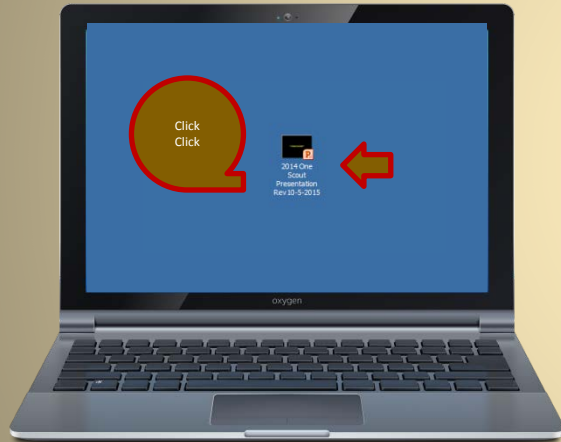 Click
Click
P
2014 One
Scout
Presentation
Rev 10-5-2015
oxygen